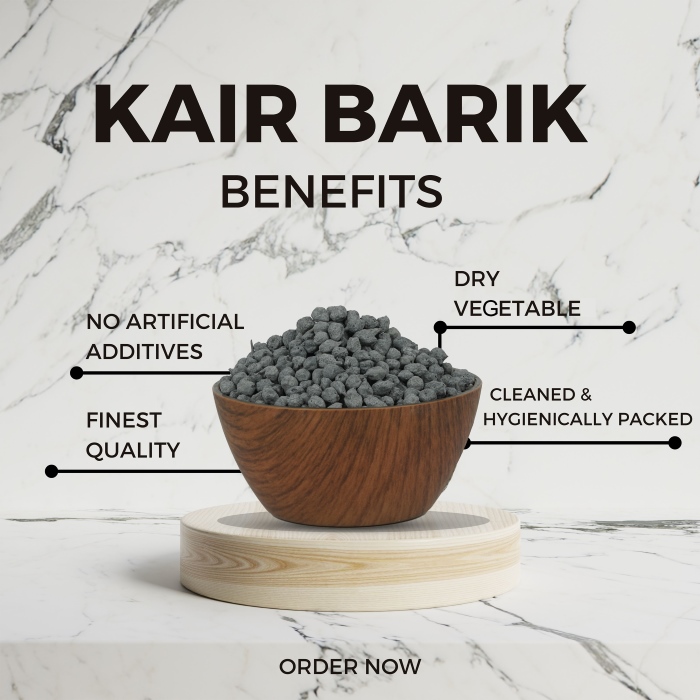 KAIR BARIK
BENEFITS
DRY
VEGETABLE
NO ARTIFICIAL
ADDITIVES
CLEANED &
HYGIENICALLY PACKED
FINEST
QUALITY
ORDER NOW